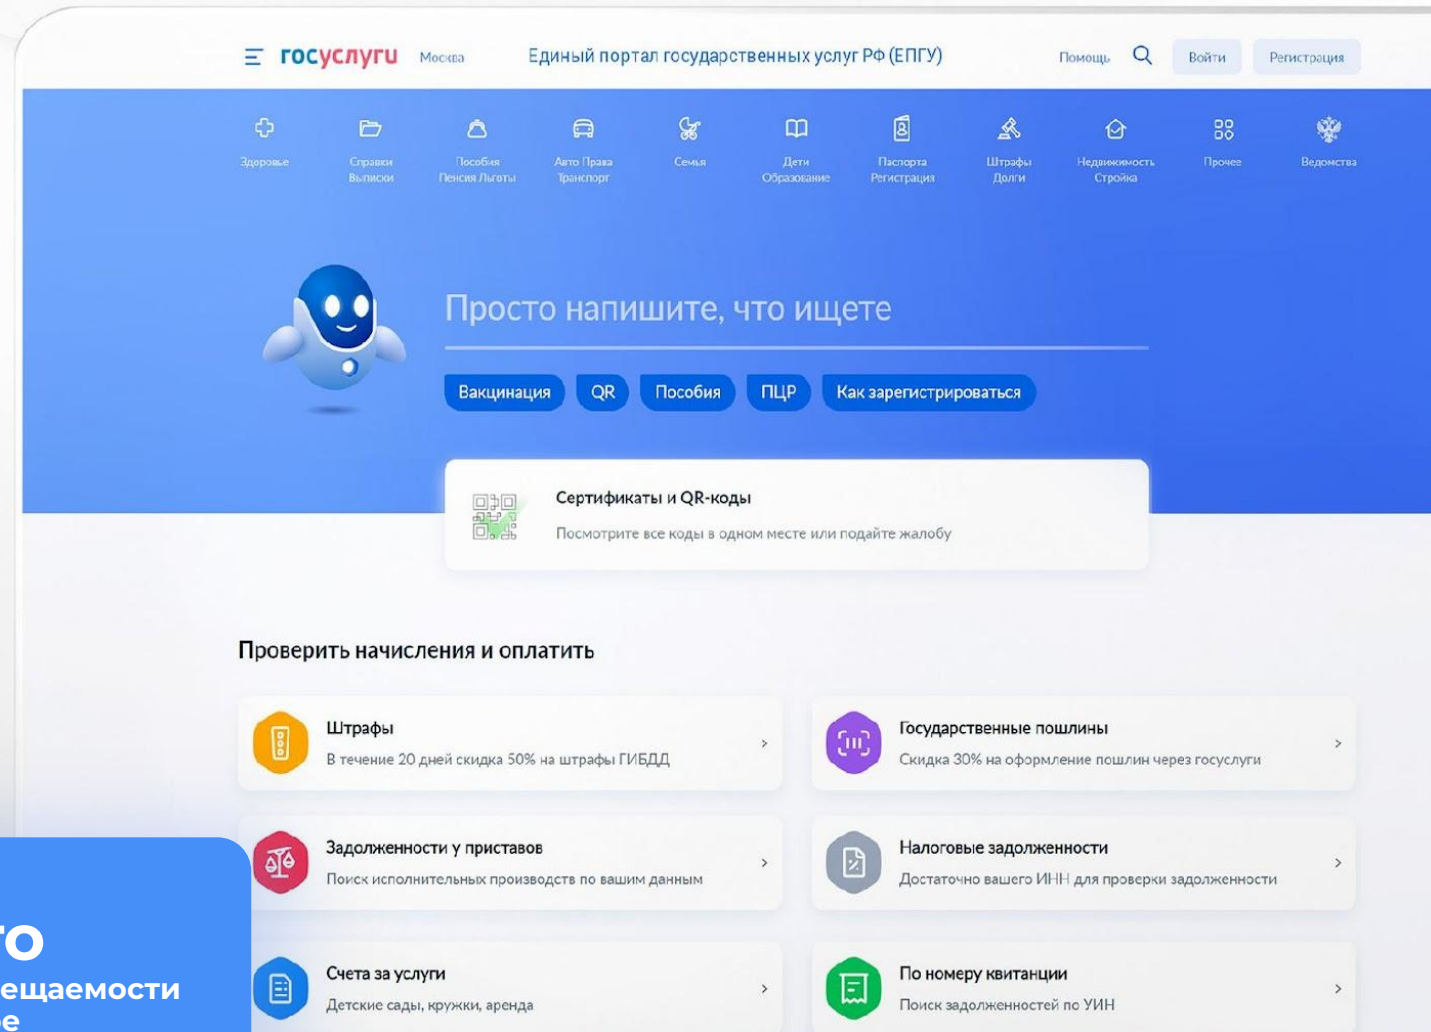 госуслуги Москва Единый портал государственных услуг РФ (ЕПГУ) Помощь Войти Регистрация
Здоровье
Справки
Выписки
Пособия
Пенсия Льготы
Авто Права
Транспорт
Семья
Дети
Образование
Паспорта
Регистрация
Штрафы
Долги
Недвижимость
Стройка
Прочее
Ведомства
Просто напишите, что ищете
Вакцинация QR Пособия ПЦР Как зарегистрироваться
Сертификаты и QR-коды
Посмотрите все коды в одном месте или подайте жалобу
Проверить начисления и оплатить
Штрафы
В течение 20 дней скидка 50% на штрафы ГИБДД
Государственные пошлины
Скидка 30% на оформление пошлин через госуслуги
Задолженности у приставов
Поиск исполнительных производств по вашим данным
Налоговые задолженности
Достаточно вашего ИНН для проверки задолженности
Счета за услуги
Детские сады, кружки, аренда
По номеру квитанции
Поиск задолженностей по УИН
ещаемости